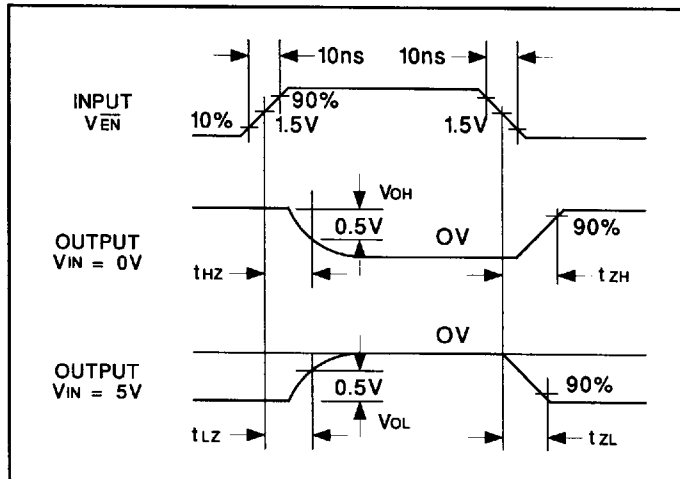 10ns 10ns
INPUT
VEN
10% 90% 1.5V 1.5V
VOH
0.5V
OUTPUT
VIN = 0V
OV 90%
tHZ tZH
OV
OUTPUT
VIN = 5V
0.5V 90%
VOL
tLZ tZL